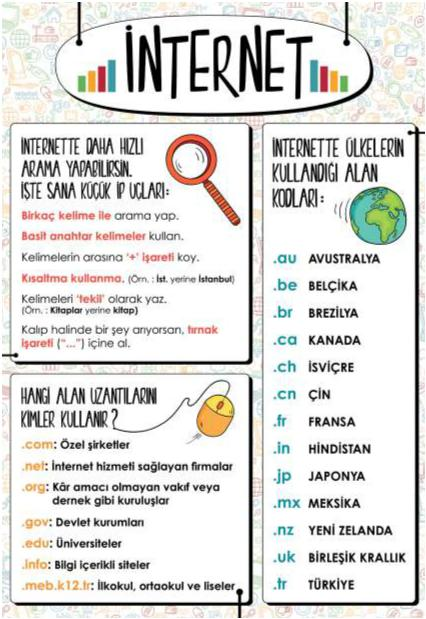 İNTERNET
İNTERNETTE DAHA HIZLI
ARAMA YAPABİLİRSİN.
İŞTE SANA KÜÇÜK İP UÇLARI:
Birkaç kelime ile arama yap.
Basit anahtar kelimeler kullan.
Kelimelerin arasına '+' işareti koy.
Kısaltma kullanma. (Örn. : İst. yerine İstanbul)
Kelimeleri 'tekil' olarak yaz.
(Örn. : Kitaplar yerine kitap)
Kalıp halinde bir şey arıyorsan, tırnak
işareti ("...") içine al.
HANGİ ALAN UZANTILARINI
KİMLER KULLANIR?
.com: Özel şirketler
.net: İnternet hizmeti sağlayan firmalar
.org: Kâr amacı olmayan vakıf veya
dernek gibi kuruluşlar
.gov: Devlet kurumları
.edu: Üniversiteler
.info: Bilgi içerikli siteler
.meb.k12.tr: İlkokul, ortaokul ve liseler
İNTERNETTE ÜLKELERİN
KULLANDIĞI ALAN
KODLARI:
.au AVUSTRALYA
.be BELÇİKA
.br BREZİLYA
.ca KANADA
.ch İSVİÇRE
.cn ÇİN
.fr FRANSA
.in HİNDİSTAN
.jp JAPONYA
.mx MEKSİKA
.nz YENİ ZELANDA
.uk BİRLEŞİK KRALLIK
.tr TÜRKİYE